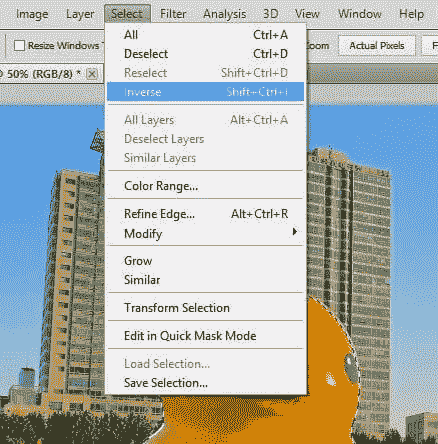 Image Layer Select Filter Analysis 3D View Window Help
Resize Windows T oom Actual Pixels F
50% (RGB/8) *
All Ctrl+A
Deselect Ctrl+D
Reselect Shift+Ctrl+D
Inverse Shift+Ctrl+I
All Layers Alt+Ctrl+A
Deselect Layers
Similar Layers
Color Range...
Refine Edge... Alt+Ctrl+R
Modify
Grow
Similar
Transform Selection
Edit in Quick Mask Mode
Load Selection...
Save Selection...